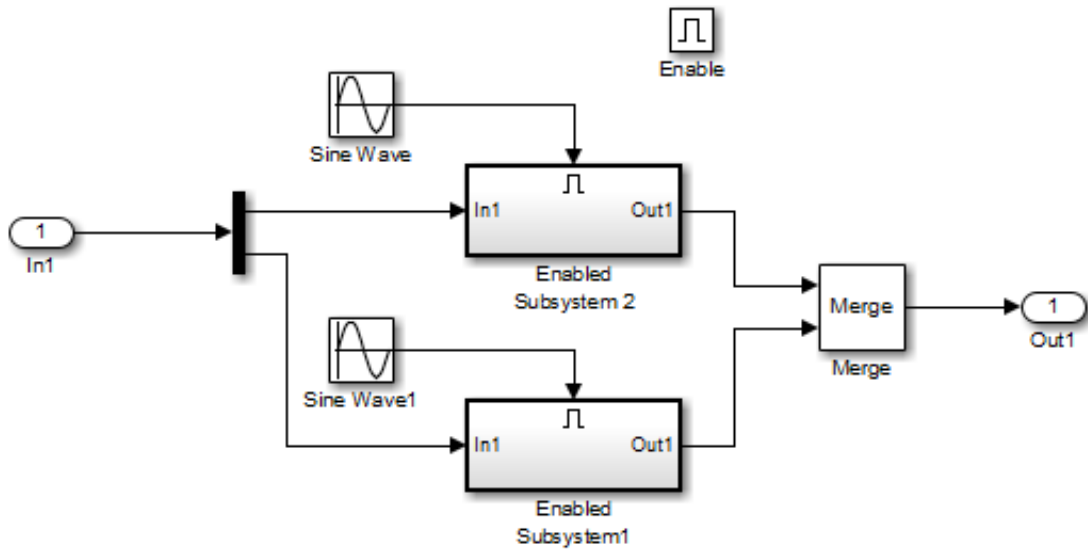 Enable
Sine Wave
In1
Out1
1
In1
Enabled
Subsystem 2
Merge
Merge
1
Out1
Sine Wave1
In1
Out1
Enabled
Subsystem1